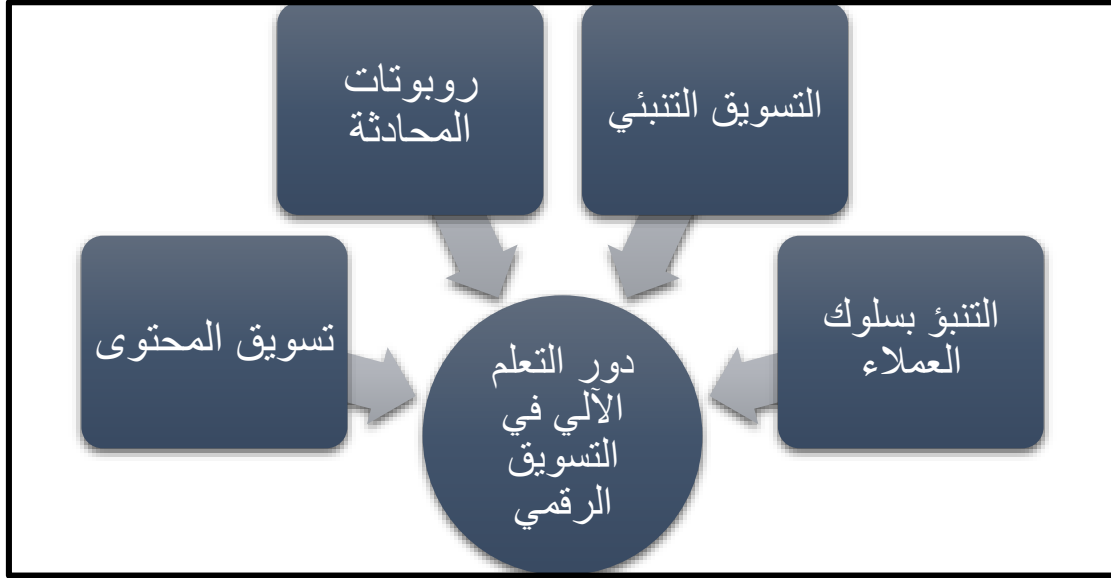 روبوتات
المحادثة
التسويق التنبئي
تسويق المحتوى
التنبؤ بسلوك
العملاء
دور التعلم
الآلي في
التسويق
الرقمي